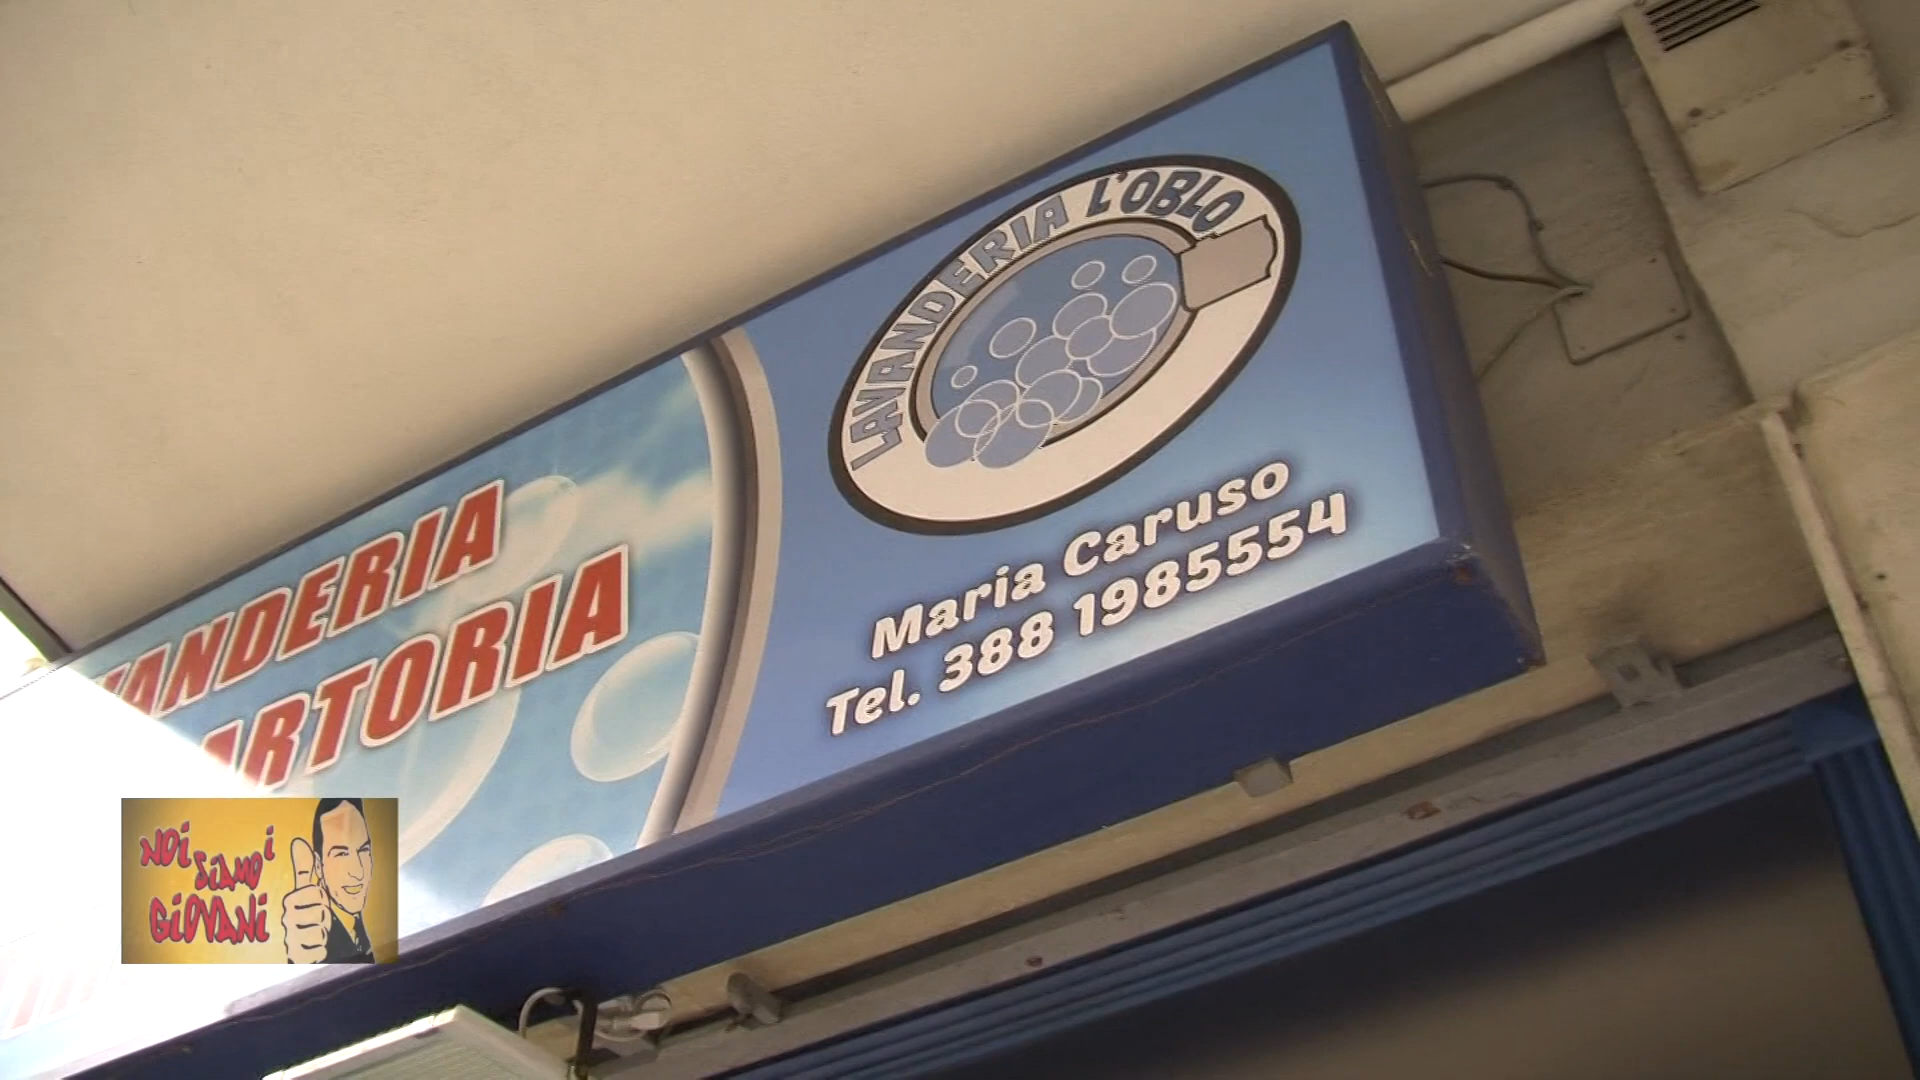 LAVANDERIA L'OBLO
ANDERIA
ARTORIA
Maria Caruso
Tel. 388 1985554
NOi SiAMO i
GiOVANi